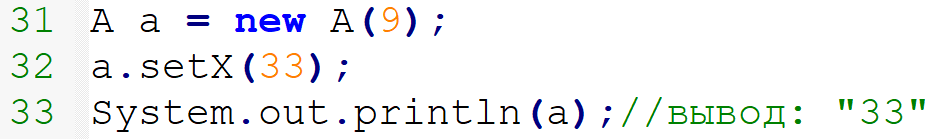 31 A a = new A(9);
32 a.setX(33);
33 System.out.println(a);//вывод: "33"